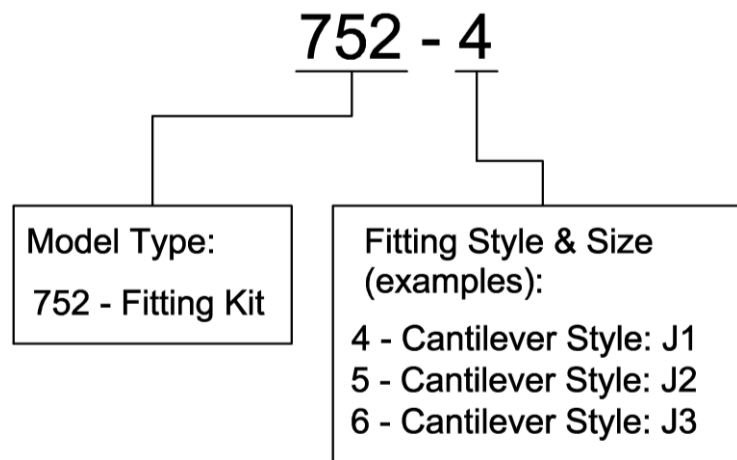 752 - 4
Model Type:
752 - Fitting Kit
Fitting Style & Size
(examples):
4 - Cantilever Style: J1
5 - Cantilever Style: J2
6 - Cantilever Style: J3